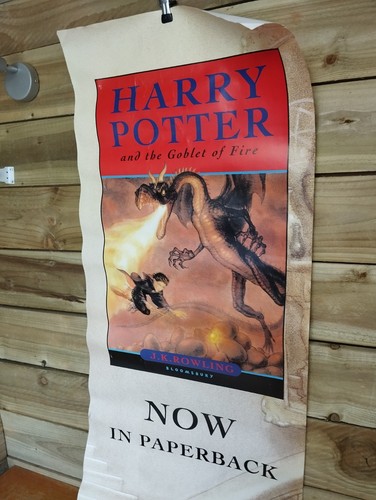 HARRY
POTTER
and the Goblet of Fire
J.K.ROWLING
BLOOMSBURY
NOW
IN PAPERBACK